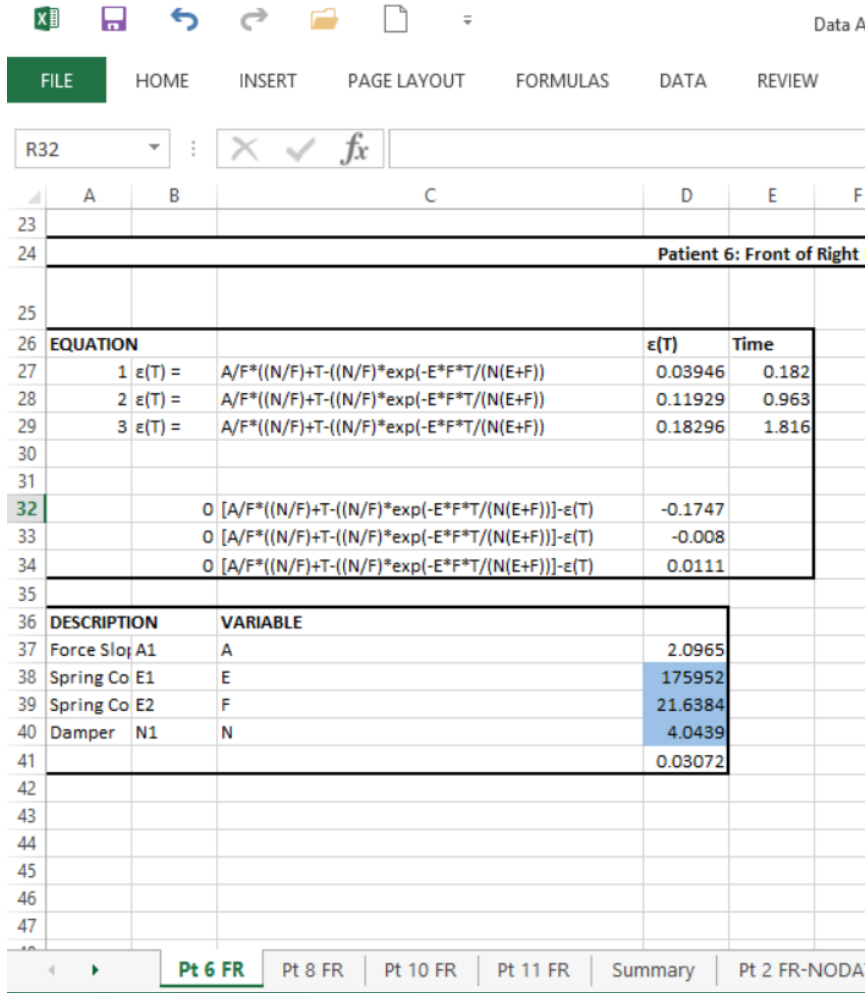 Data A
FILE HOME INSERT PAGE LAYOUT FORMULAS DATA REVIEW
R32 fx
A B C D E F
23
24 Patient 6: Front of Right
25
26 EQUATION ε(T) Time
27 1 ε(T) = A/F*((N/F)+T-((N/F)*exp(-E*F*T/(N(E+F)) 0.03946 0.182
28 2 ε(T) = A/F*((N/F)+T-((N/F)*exp(-E*F*T/(N(E+F)) 0.11929 0.963
29 3 ε(T) = A/F*((N/F)+T-((N/F)*exp(-E*F*T/(N(E+F)) 0.18296 1.816
30
31
32 0 [A/F*((N/F)+T-((N/F)*exp(-E*F*T/(N(E+F))]-ε(T) -0.1747
33 0 [A/F*((N/F)+T-((N/F)*exp(-E*F*T/(N(E+F))]-ε(T) -0.008
34 0 [A/F*((N/F)+T-((N/F)*exp(-E*F*T/(N(E+F))]-ε(T) 0.0111
35
36 DESCRIPTION VARIABLE
37 Force Slop A1 A 2.0965
38 Spring Co E1 E 175952
39 Spring Co E2 F 21.6384
40 Damper N1 N 4.0439
41 0.03072
42
43
44
45
46
47
Pt 6 FR Pt 8 FR Pt 10 FR Pt 11 FR Summary Pt 2 FR-NODAT